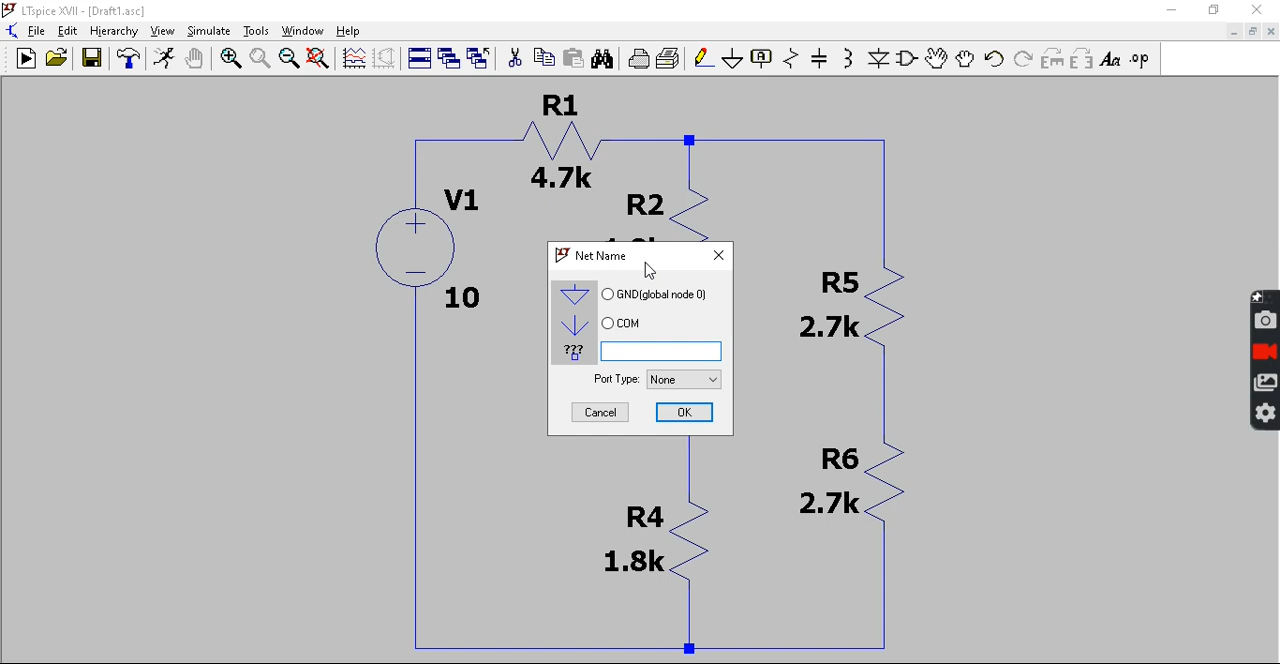 LTspice XVII - [Draft1.asc]
File Edit Hierarchy View Simulate Tools Window Help
Aa .op
R1
4.7k
V1
10
R2
Net Name
GND(global node 0)
COM
???
Port Type: None
Cancel OK
R5
2.7k
R6
2.7k
R4
1.8k